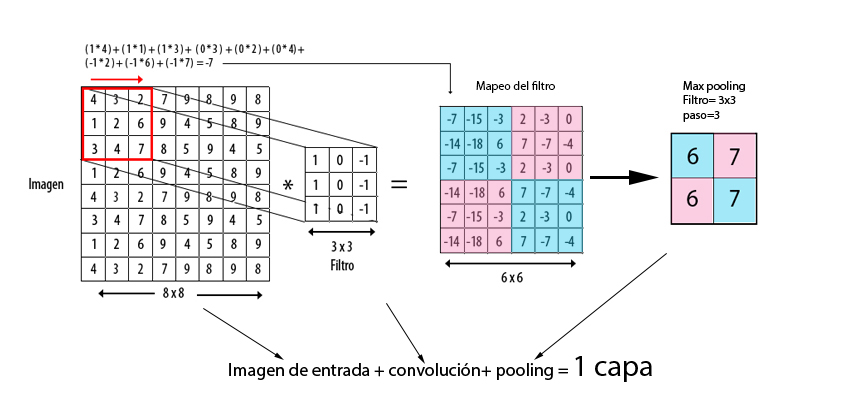 (1*4)+(1*1)+(1*3)+(0*3)+(0*2)+(0*4)+
(-1*2)+(-1*6)+(-1*7)=-7
Mapeo del filtro
Max pooling
Filtro= 3x3
paso=3
4 3 2 7 9 8 9 8
1 2 6 9 4 5 8 9
3 4 7 8 5 9 4 5
1 2 6 9 4 5 8 9
4 3 2 7 9 8 9 8
3 4 7 8 5 9 4 5
1 2 6 9 4 5 8 9
4 3 2 7 9 8 9 8
Imagen
8 x 8
*
1 0 -1
1 0 -1
1 0 -1
3 x 3
Filtro
=
-7 -15 -3 2 -3 0
-14 -18 6 7 -7 -4
-7 -15 -3 2 -3 0
-14 -18 6 7 -7 -4
-7 -15 -3 2 -3 0
-14 -18 6 7 -7 -4
6 x 6
6 7
6 7
Imagen de entrada + convolución+ pooling = 1 capa